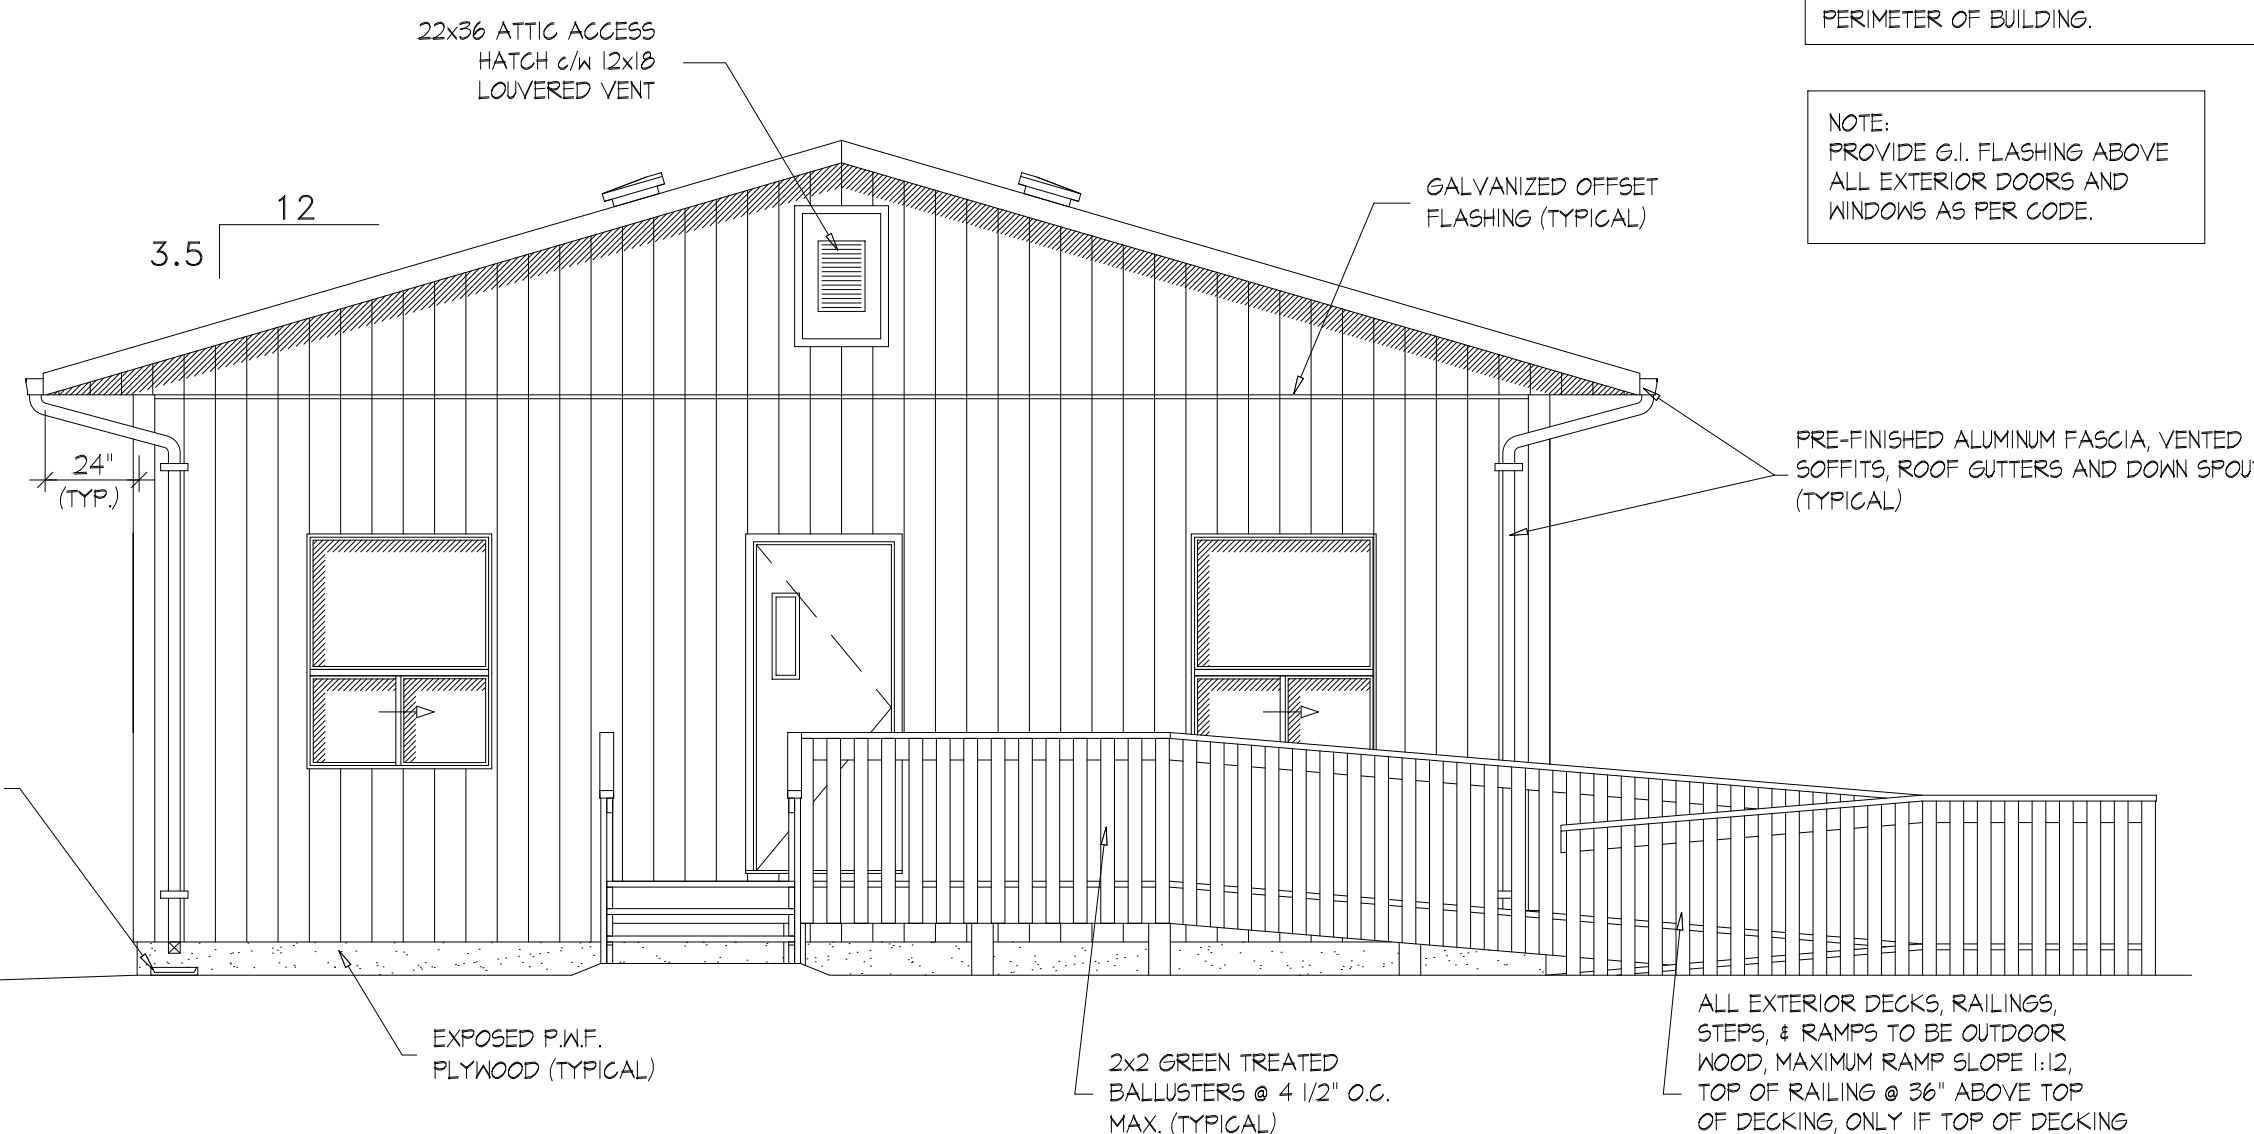 22x36 ATTIC ACCESS
HATCH c/w 12x18
LOUVERED VENT
PERIMETER OF BUILDING.
NOTE:
PROVIDE G.I. FLASHING ABOVE
ALL EXTERIOR DOORS AND
WINDOWS AS PER CODE.
12
3.5
GALVANIZED OFFSET
FLASHING (TYPICAL)
24"
(TYP.)
PRE-FINISHED ALUMINUM FASCIA, VENTED
SOFFITS, ROOF GUTTERS AND DOWN SPOU
(TYPICAL)
EXPOSED P.W.F.
PLYWOOD (TYPICAL)
2x2 GREEN TREATED
BALLUSTERS @ 4 1/2" O.C.
MAX. (TYPICAL)
ALL EXTERIOR DECKS, RAILINGS,
STEPS, & RAMPS TO BE OUTDOOR
WOOD, MAXIMUM RAMP SLOPE 1:12,
TOP OF RAILING @ 36" ABOVE TOP
OF DECKING, ONLY IF TOP OF DECKING